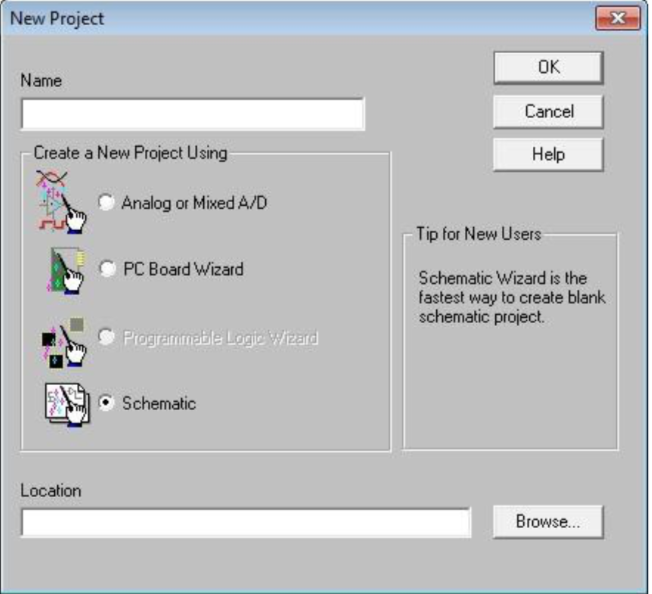 New Project
Name
OK
Cancel
Help
Create a New Project Using
Analog or Mixed A/D
PC Board Wizard
Programmable Logic Wizard
Schematic
Tip for New Users
Schematic Wizard is the
fastest way to create blank
schematic project.
Location
Browse...